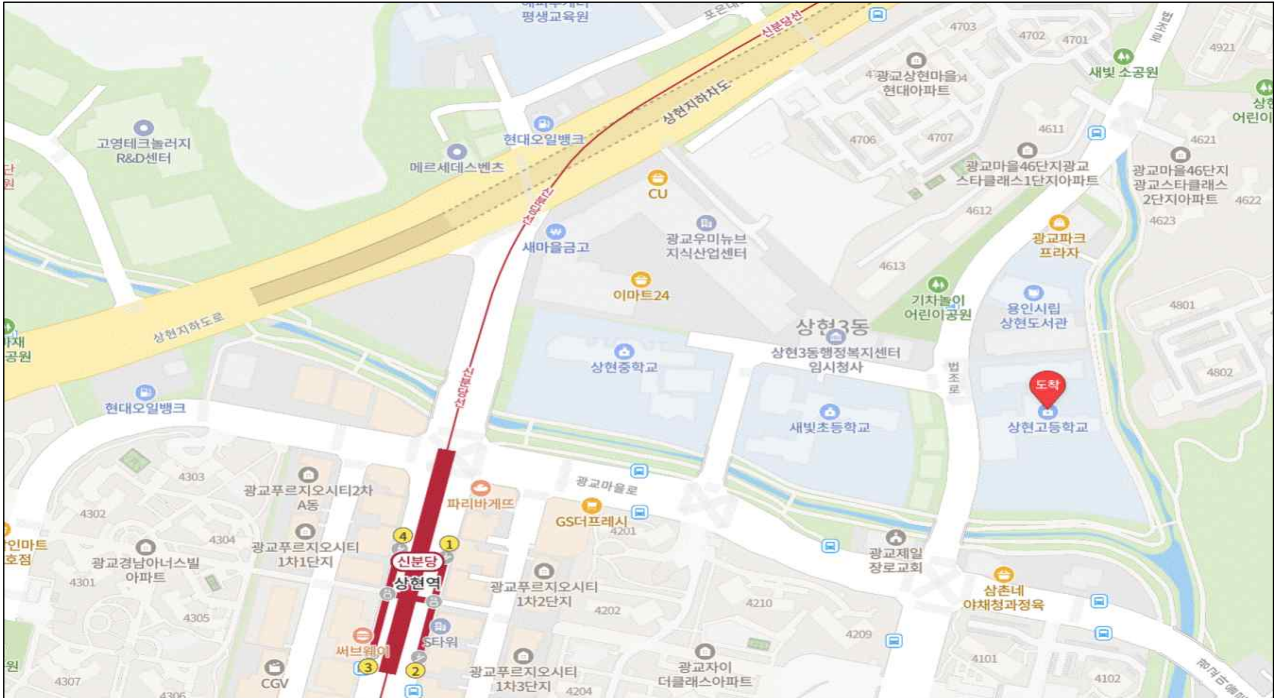 평생교육원
신분당선
4703
4702
4701
법조로
4921
광교상현마을
현대아파트
새빛 소공원
상현지하차도
고영테크놀러지
R&D센터
현대오일뱅크
메르세데스벤츠
4706
4707
4611
4621
광교마을46단지광교
스타클래스1단지아파트
광교마을46단지
광교스타클래스
2단지아파트
CU
신분당선
4612
4623
4622
새마을금고
광교우미뉴브
지식산업센터
광교파크
프라자
4613
이마트24
기차놀이
어린이공원
용인시립
상현도서관
4801
상현지하도로
상현3동
상현3동행정복지센터
임시청사
상현중학교
신분당선
법조로
4802
도착
현대오일뱅크
새빛초등학교
상현고등학교
4303
광교푸르지오시티2차
A동
파리바게뜨
광교마을로
GS더프레시
4201
4302
4304
4
1
광교경남아너스빌
아파트
광교푸르지오시티
1차1단지
신분당
상현역
광교제일
장로교회
4301
광교푸르지오시티
1차2단지
삼촌네
야채청과정육
4305
4202
4210
S타워
4209
써브웨이
3
2
4101
CGV
광교푸르지오시티
1차3단지
광교자이
더클래스아파트
4307
4306
4204
4102